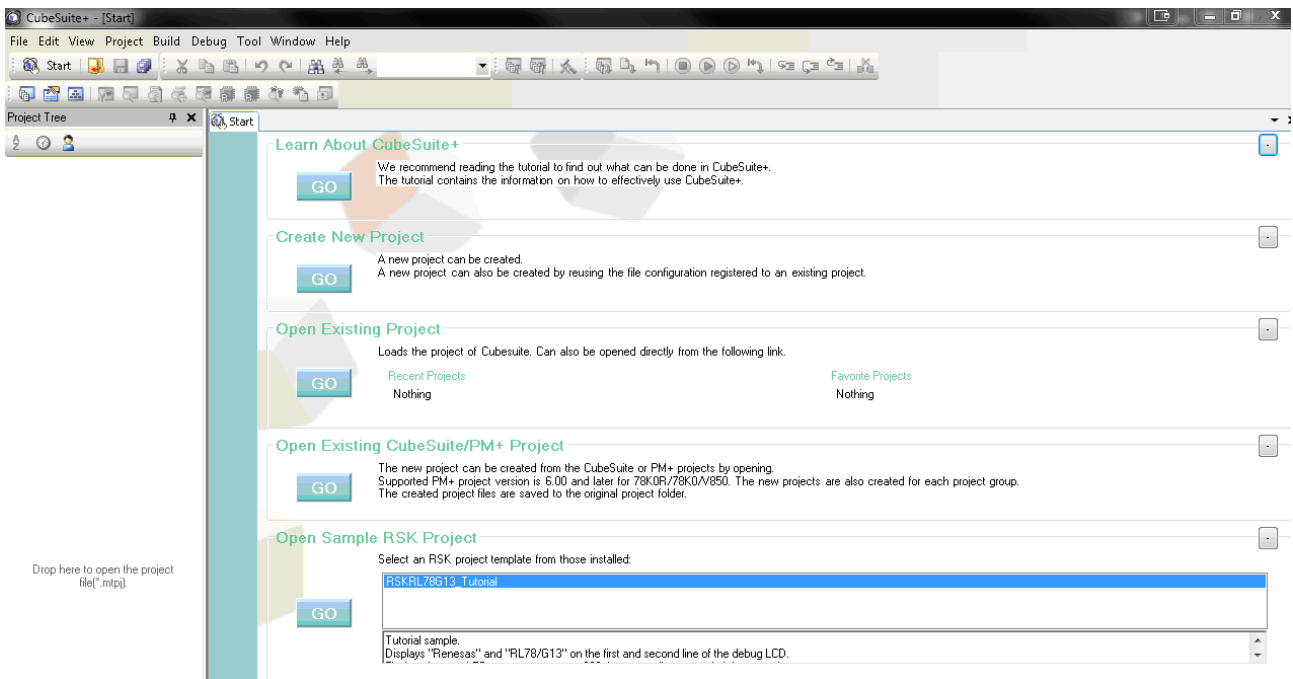 CubeSuite+ - [Start]
File Edit View Project Build Debug Tool Window Help
Start
Project Tree
Start
Learn About CubeSuite+
We recommend reading the tutorial to find out what can be done in CubeSuite+.
The tutorial contains the information on how to effectively use CubeSuite+.
GO
Create New Project
A new project can be created.
A new project can also be created by reusing the file configuration registered to an existing project.
GO
Open Existing Project
Loads the project of Cubesuite. Can also be opened directly from the following link.
GO
Recent Projects
Nothing
Favorite Projects
Nothing
Open Existing CubeSuite/PM+ Project
The new project can be created from the CubeSuite or PM+ projects by opening.
Supported PM+ project version is 6.00 and later for 78K0R/78K0/V850. The new projects are also created for each project group.
The created project files are saved to the original project folder.
GO
Open Sample RSK Project
Select an RSK project template from those installed:
RSKRL78G13_Tutorial
GO
Tutorial sample.
Displays "Renesas" and "RL78/G13" on the first and second line of the debug LCD.
Drop here to open the project
file(*.mtpj).